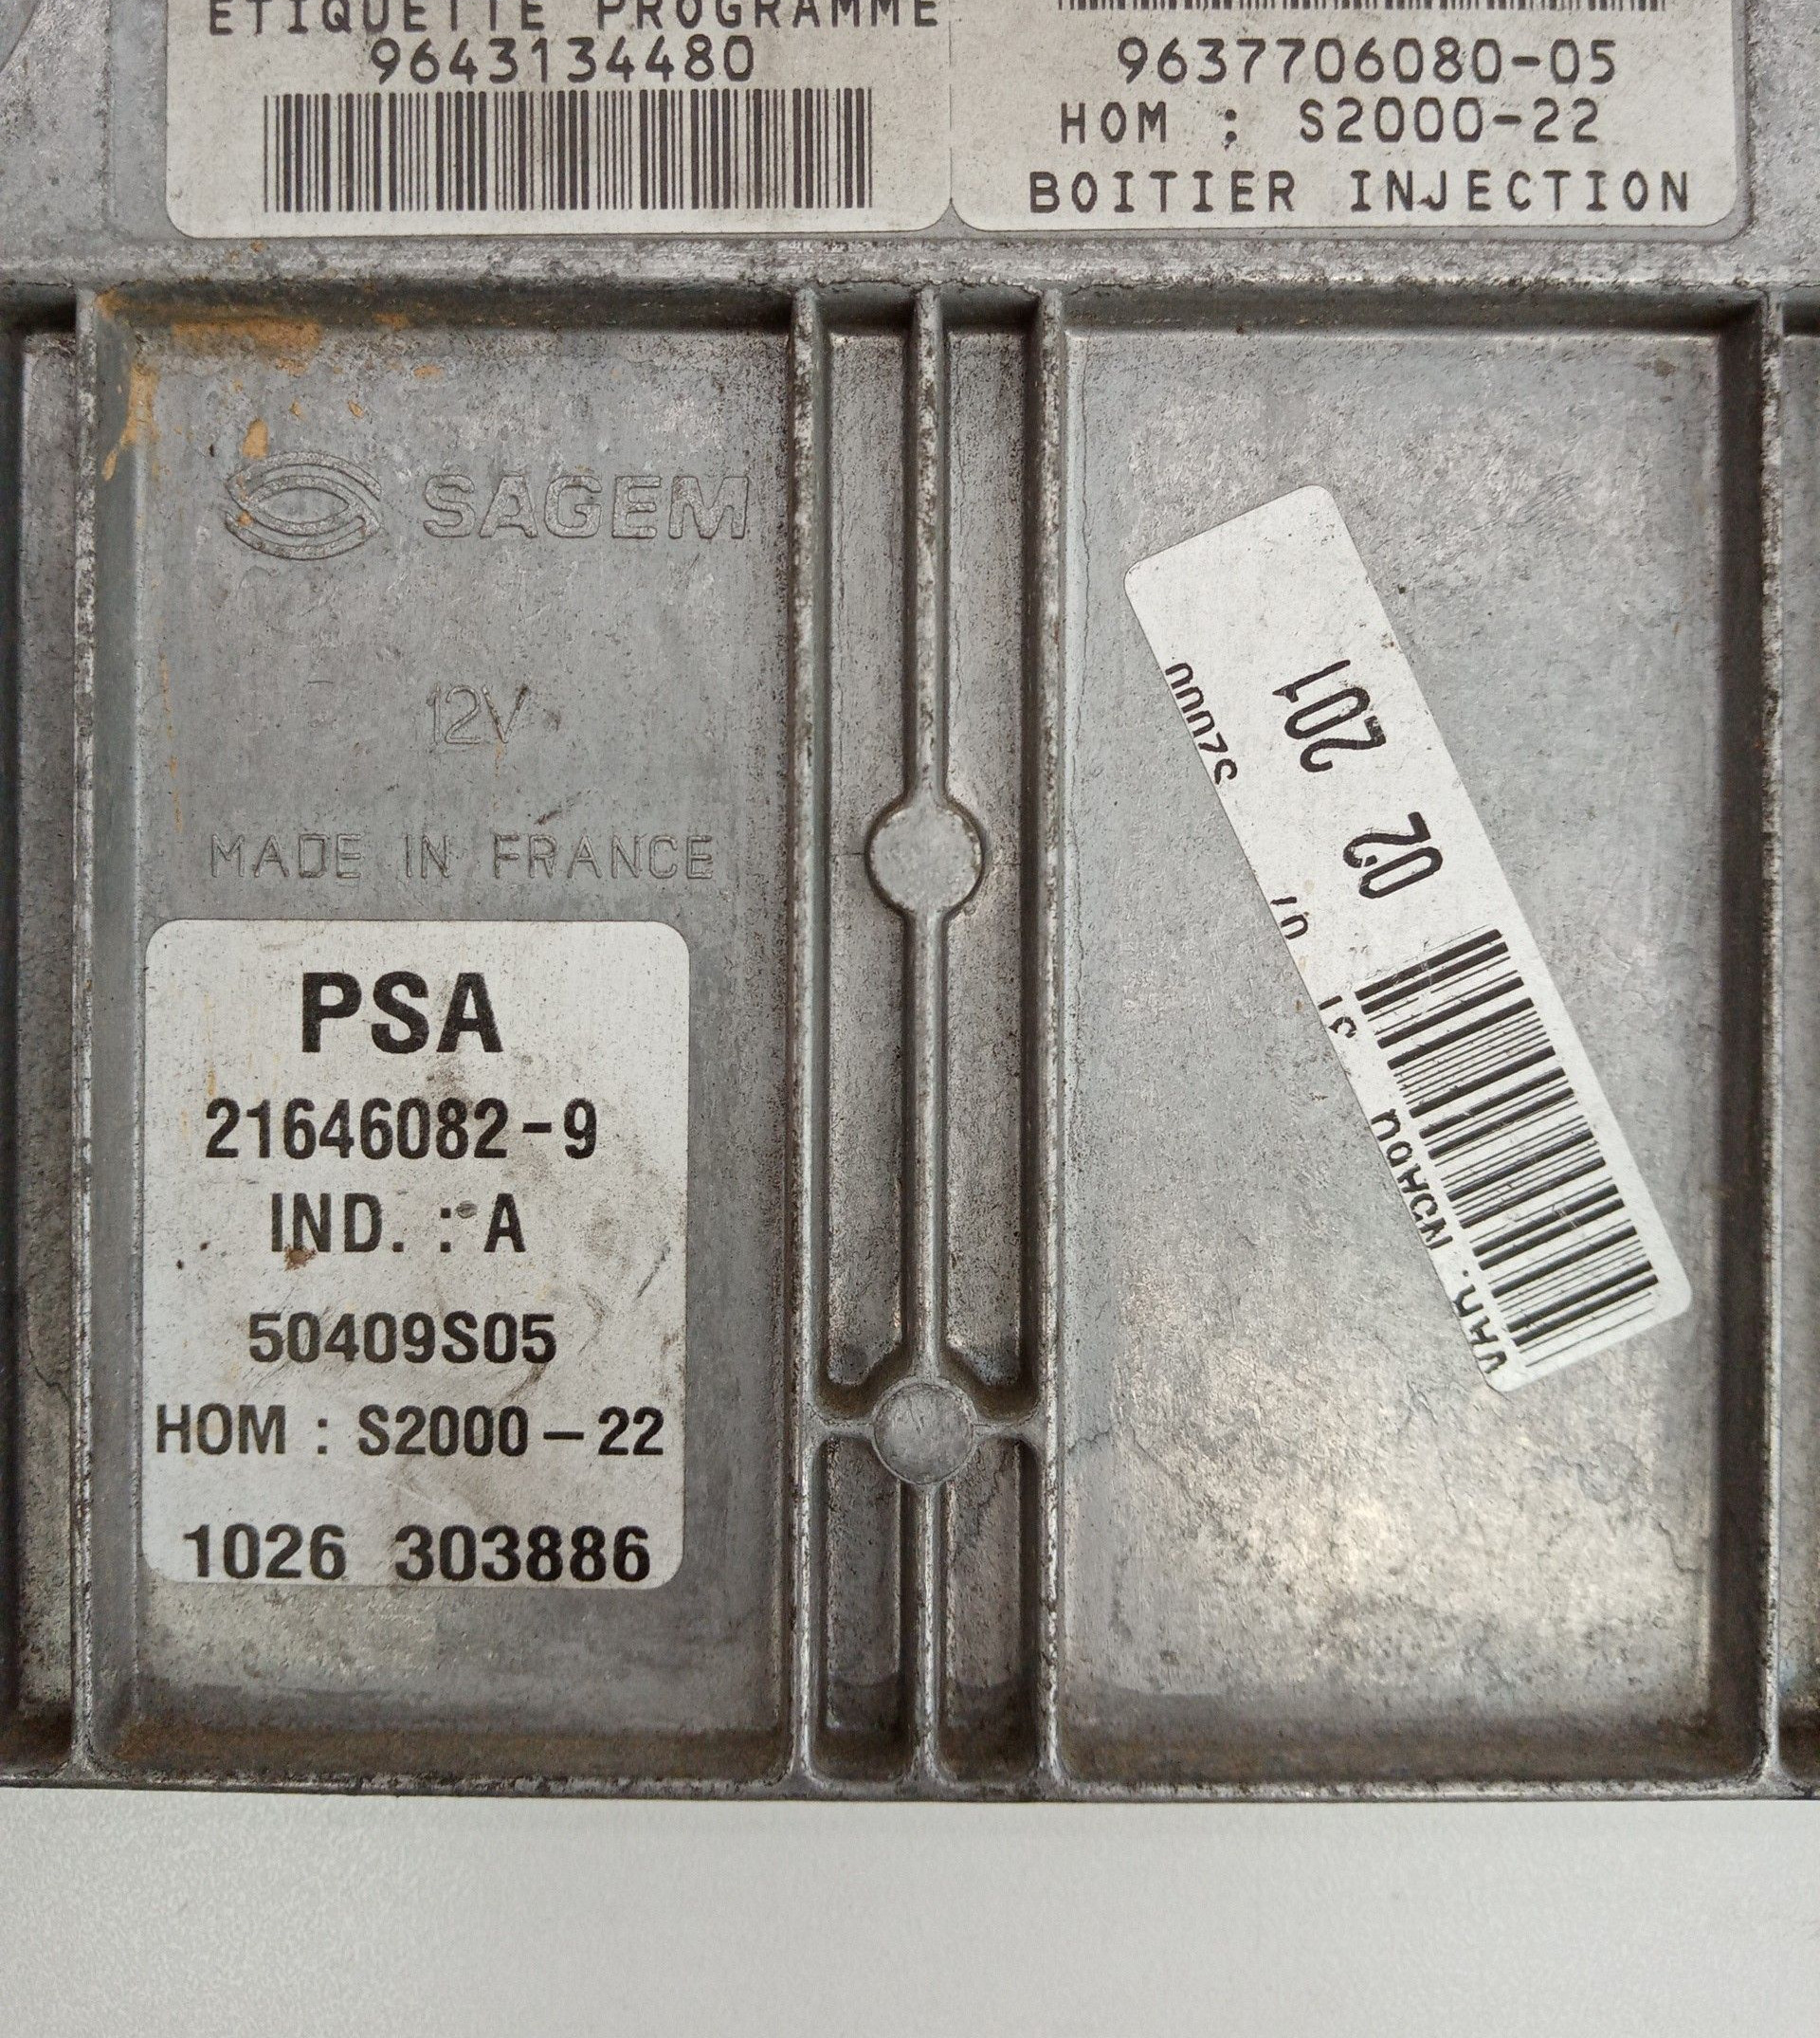 ETIQUETTE PROGRAMME
9643134480
9637706080-05
HOM : S2000-22
BOITIER INJECTION
SAGEM
12V
MADE IN FRANCE
PSA
21646082-9
IND. : A
50409S05
HOM : S2000-22
1026 303886
02 201